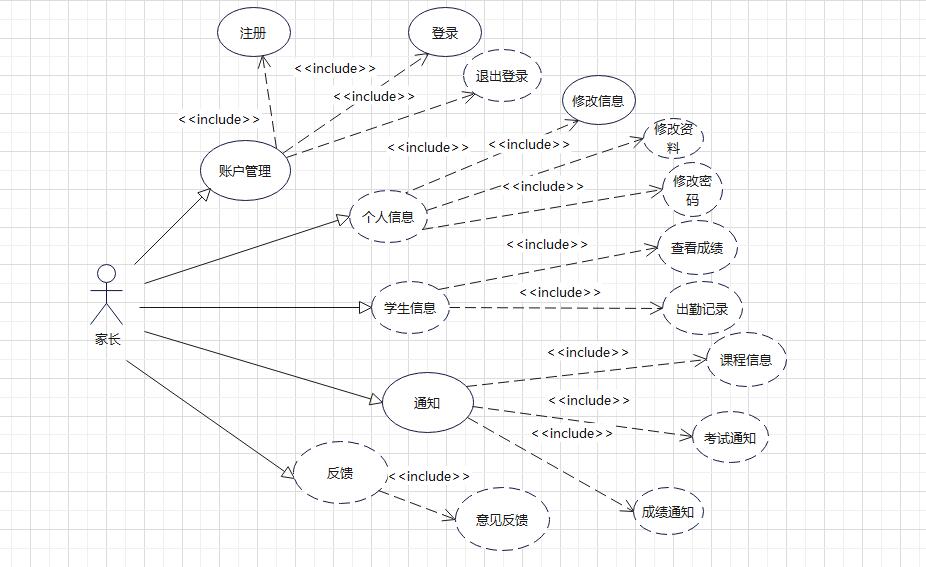 注册
登录
<<include>>
退出登录
<<include>>
修改信息
<<include>>
修改资
料
<<include>>
<<include>>
账户管理
<<include>>
修改密
码
个人信息
<<include>>
查看成绩
<<include>>
学生信息
出勤记录
家长
<<include>>
课程信息
<<include>>
通知
<<include>>
考试通知
反馈
<<include>>
成绩通知
意见反馈